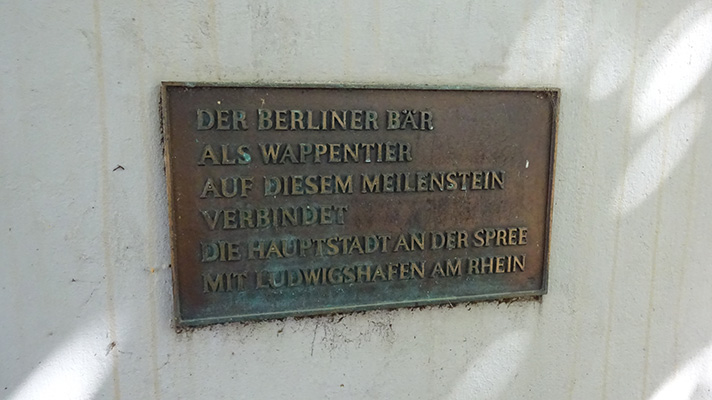 DER BERLINER BÄR
ALS WAPPENTIER
AUF DIESEM MEILENSTEIN
VERBINDET
DIE HAUPTSTADT AN DER SPREE
MIT LUDWIGSHAFEN AM RHEIN